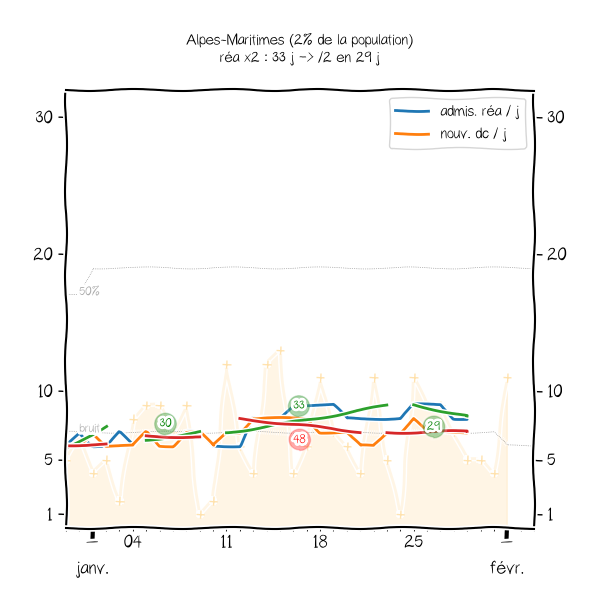 Alpes-Maritimes (2% de la population)
réa x2 : 33 j -> /2 en 29 j
admis. réa / j
nouv. dc / j
30
30
20
20
50%
10
10
33
30
bruit
29
48
5
5
1
1
04
11
18
25
janv.
févr.